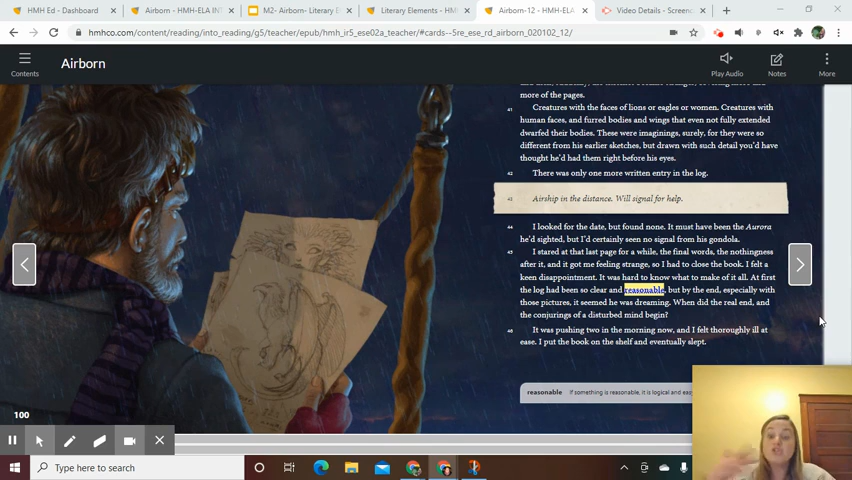 HMH Ed - Dashboard
Airborn - HMH-ELA INT
M2- Airborn- Literary E
Literary Elements - HM
Airborn-12 - HMH-ELA
Video Details - Screenc
hmhco.com/content/reading/into_reading/g5/teacher/epub/hmh_ir5_ese02a_teacher/#cards--5re_ese_rd_airborn_020102_12/
Contents
Airborn
Play Audio
Notes
More
more of the pages.
41 Creatures with the faces of lions or eagles or women. Creatures with
human faces, and furred bodies and wings that even not fully extended
dwarfed their bodies. These were imaginings, surely, for they were so
different from his earlier sketches, but drawn with such detail you'd have
thought he'd had them right before his eyes.
42 There was only one more written entry in the log.
43 Airship in the distance. Will signal for help.
44 I looked for the date, but found none. It must have been the Aurora
he'd sighted, but I'd certainly seen no signal from his gondola.
45 I stared at that last page for a while, the final words, the nothingness
after it, and it got me feeling strange, so I had to close the book. I felt a
keen disappointment. It was hard to know what to make of it all. At first
the log had been so clear and reasonable, but by the end, especially with
those pictures, it seemed he was dreaming. When did the real end, and
the conjurings of a disturbed mind begin?
46 It was pushing two in the morning now, and I felt thoroughly ill at
ease. I put the book on the shelf and eventually slept.
reasonable If something is reasonable, it is logical and
100
Type here to search